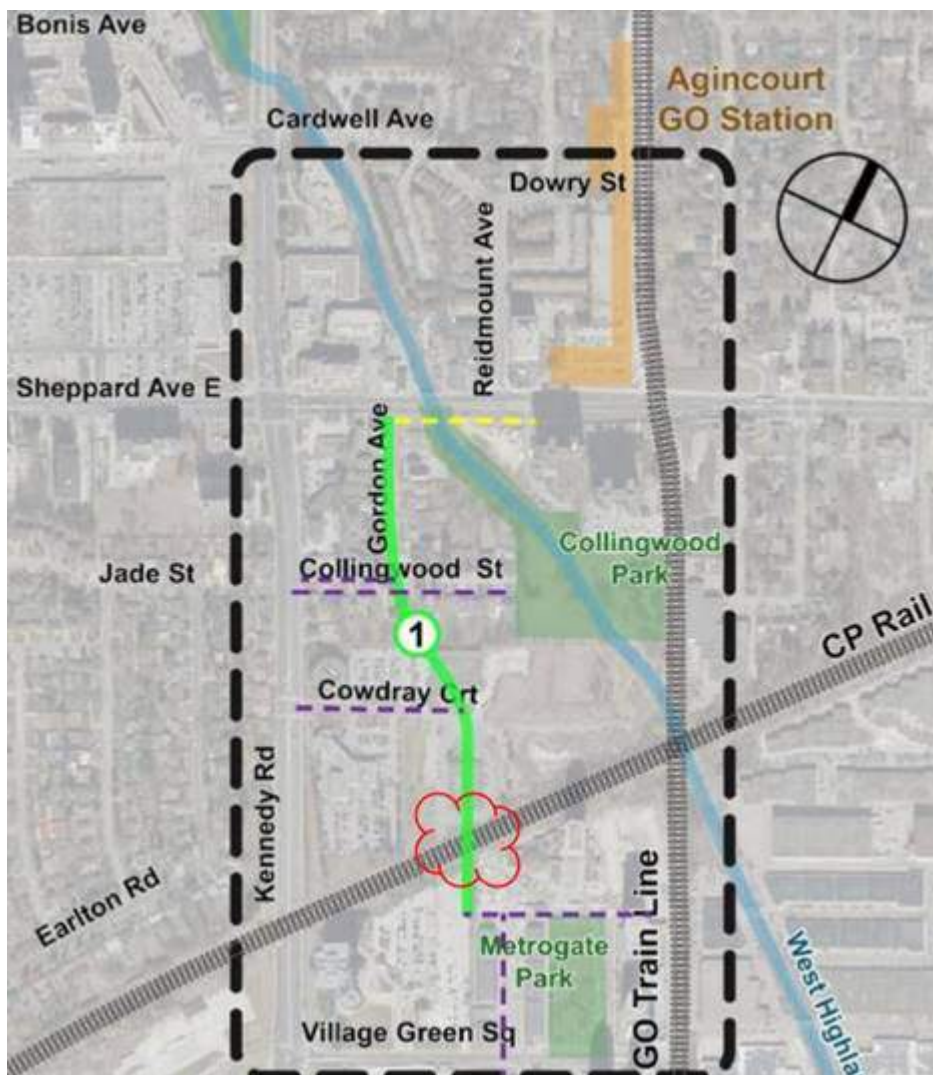 Bonis Ave
Cardwell Ave
Agincourt
GO Station
Dowry St
Reidmount Ave
Sheppard Ave E
Gordon Ave
Collingwood St
Collingwood
Park
Jade St
1
CP Rail
Cowdray Crt
Kennedy Rd
Earlton Rd
GO Train Line
Metrogate
Park
West Highla
Village Green Sq